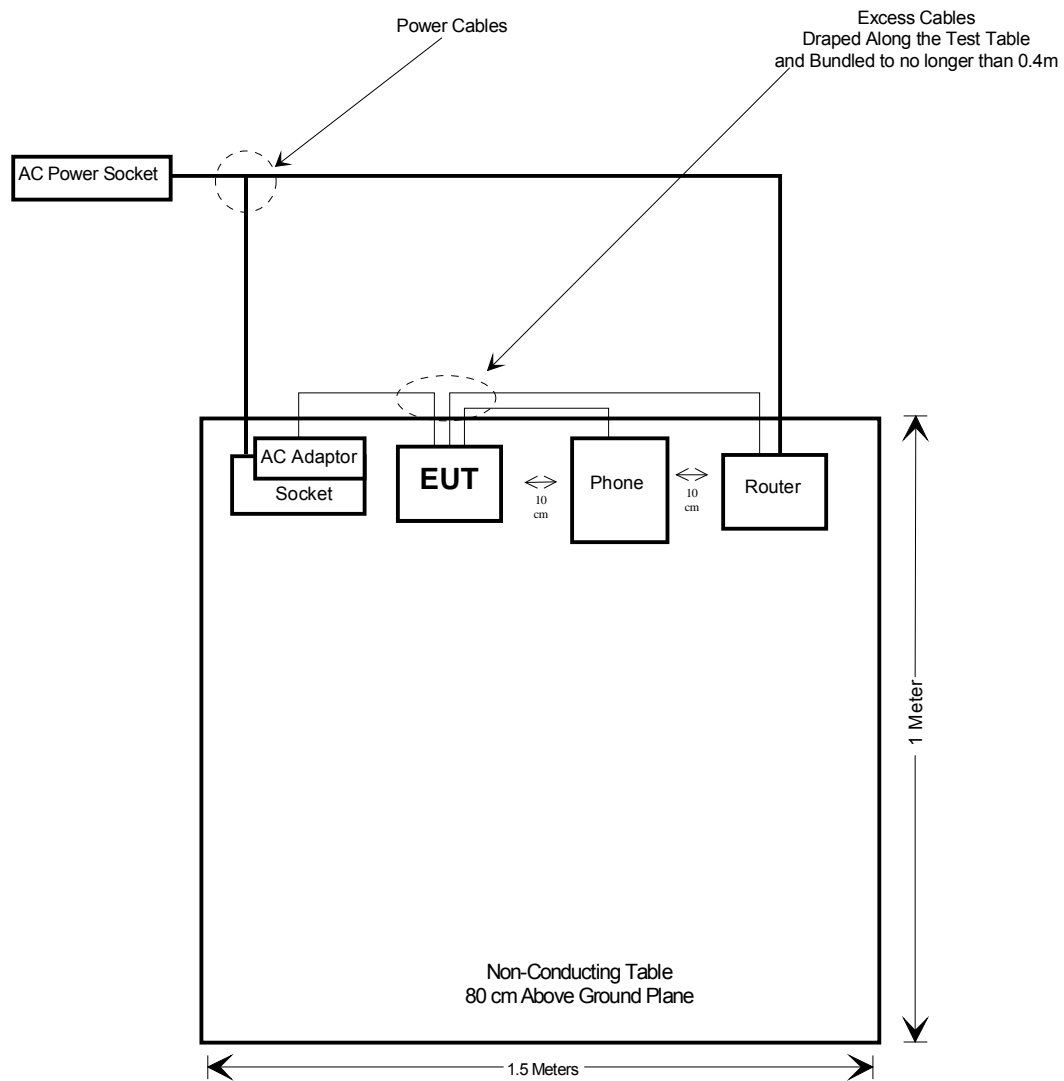 Power Cables
Excess Cables
Draped Along the Test Table
and Bundled to no longer than 0.4m
AC Power Socket
AC Adaptor
Socket
EUT
10
cm
Phone
10
cm
Router
1 Meter
Non-Conducting Table
80 cm Above Ground Plane
1.5 Meters